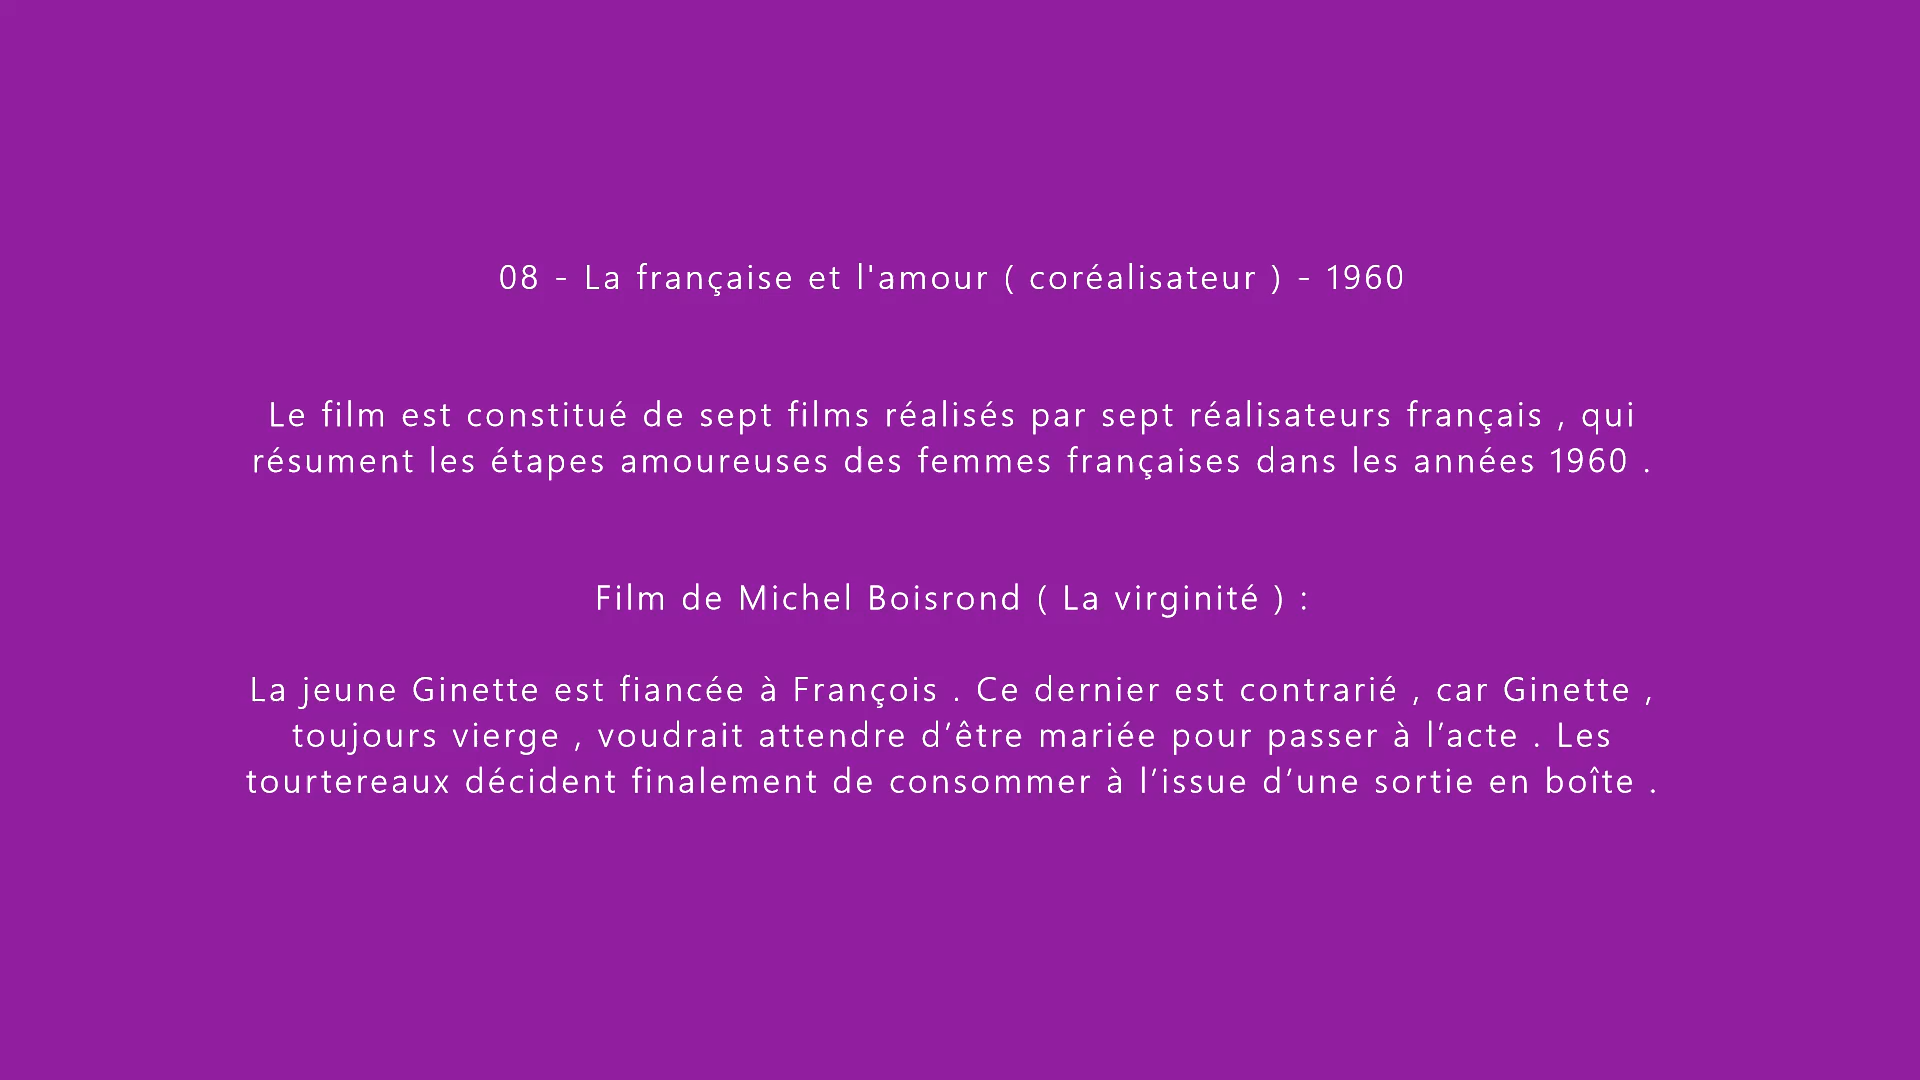 08 - La française et l'amour ( coréalisateur ) - 1960
Le film est constitué de sept films réalisés par sept réalisateurs français , qui
résument les étapes amoureuses des femmes françaises dans les années 1960 .
Film de Michel Boisrond ( La virginité ) :
La jeune Ginette est fiancée à François . Ce dernier est contrarié , car Ginette ,
toujours vierge , voudrait attendre d’être mariée pour passer à l’acte . Les
tourtereaux décident finalement de consommer à l’issue d’une sortie en boîte .